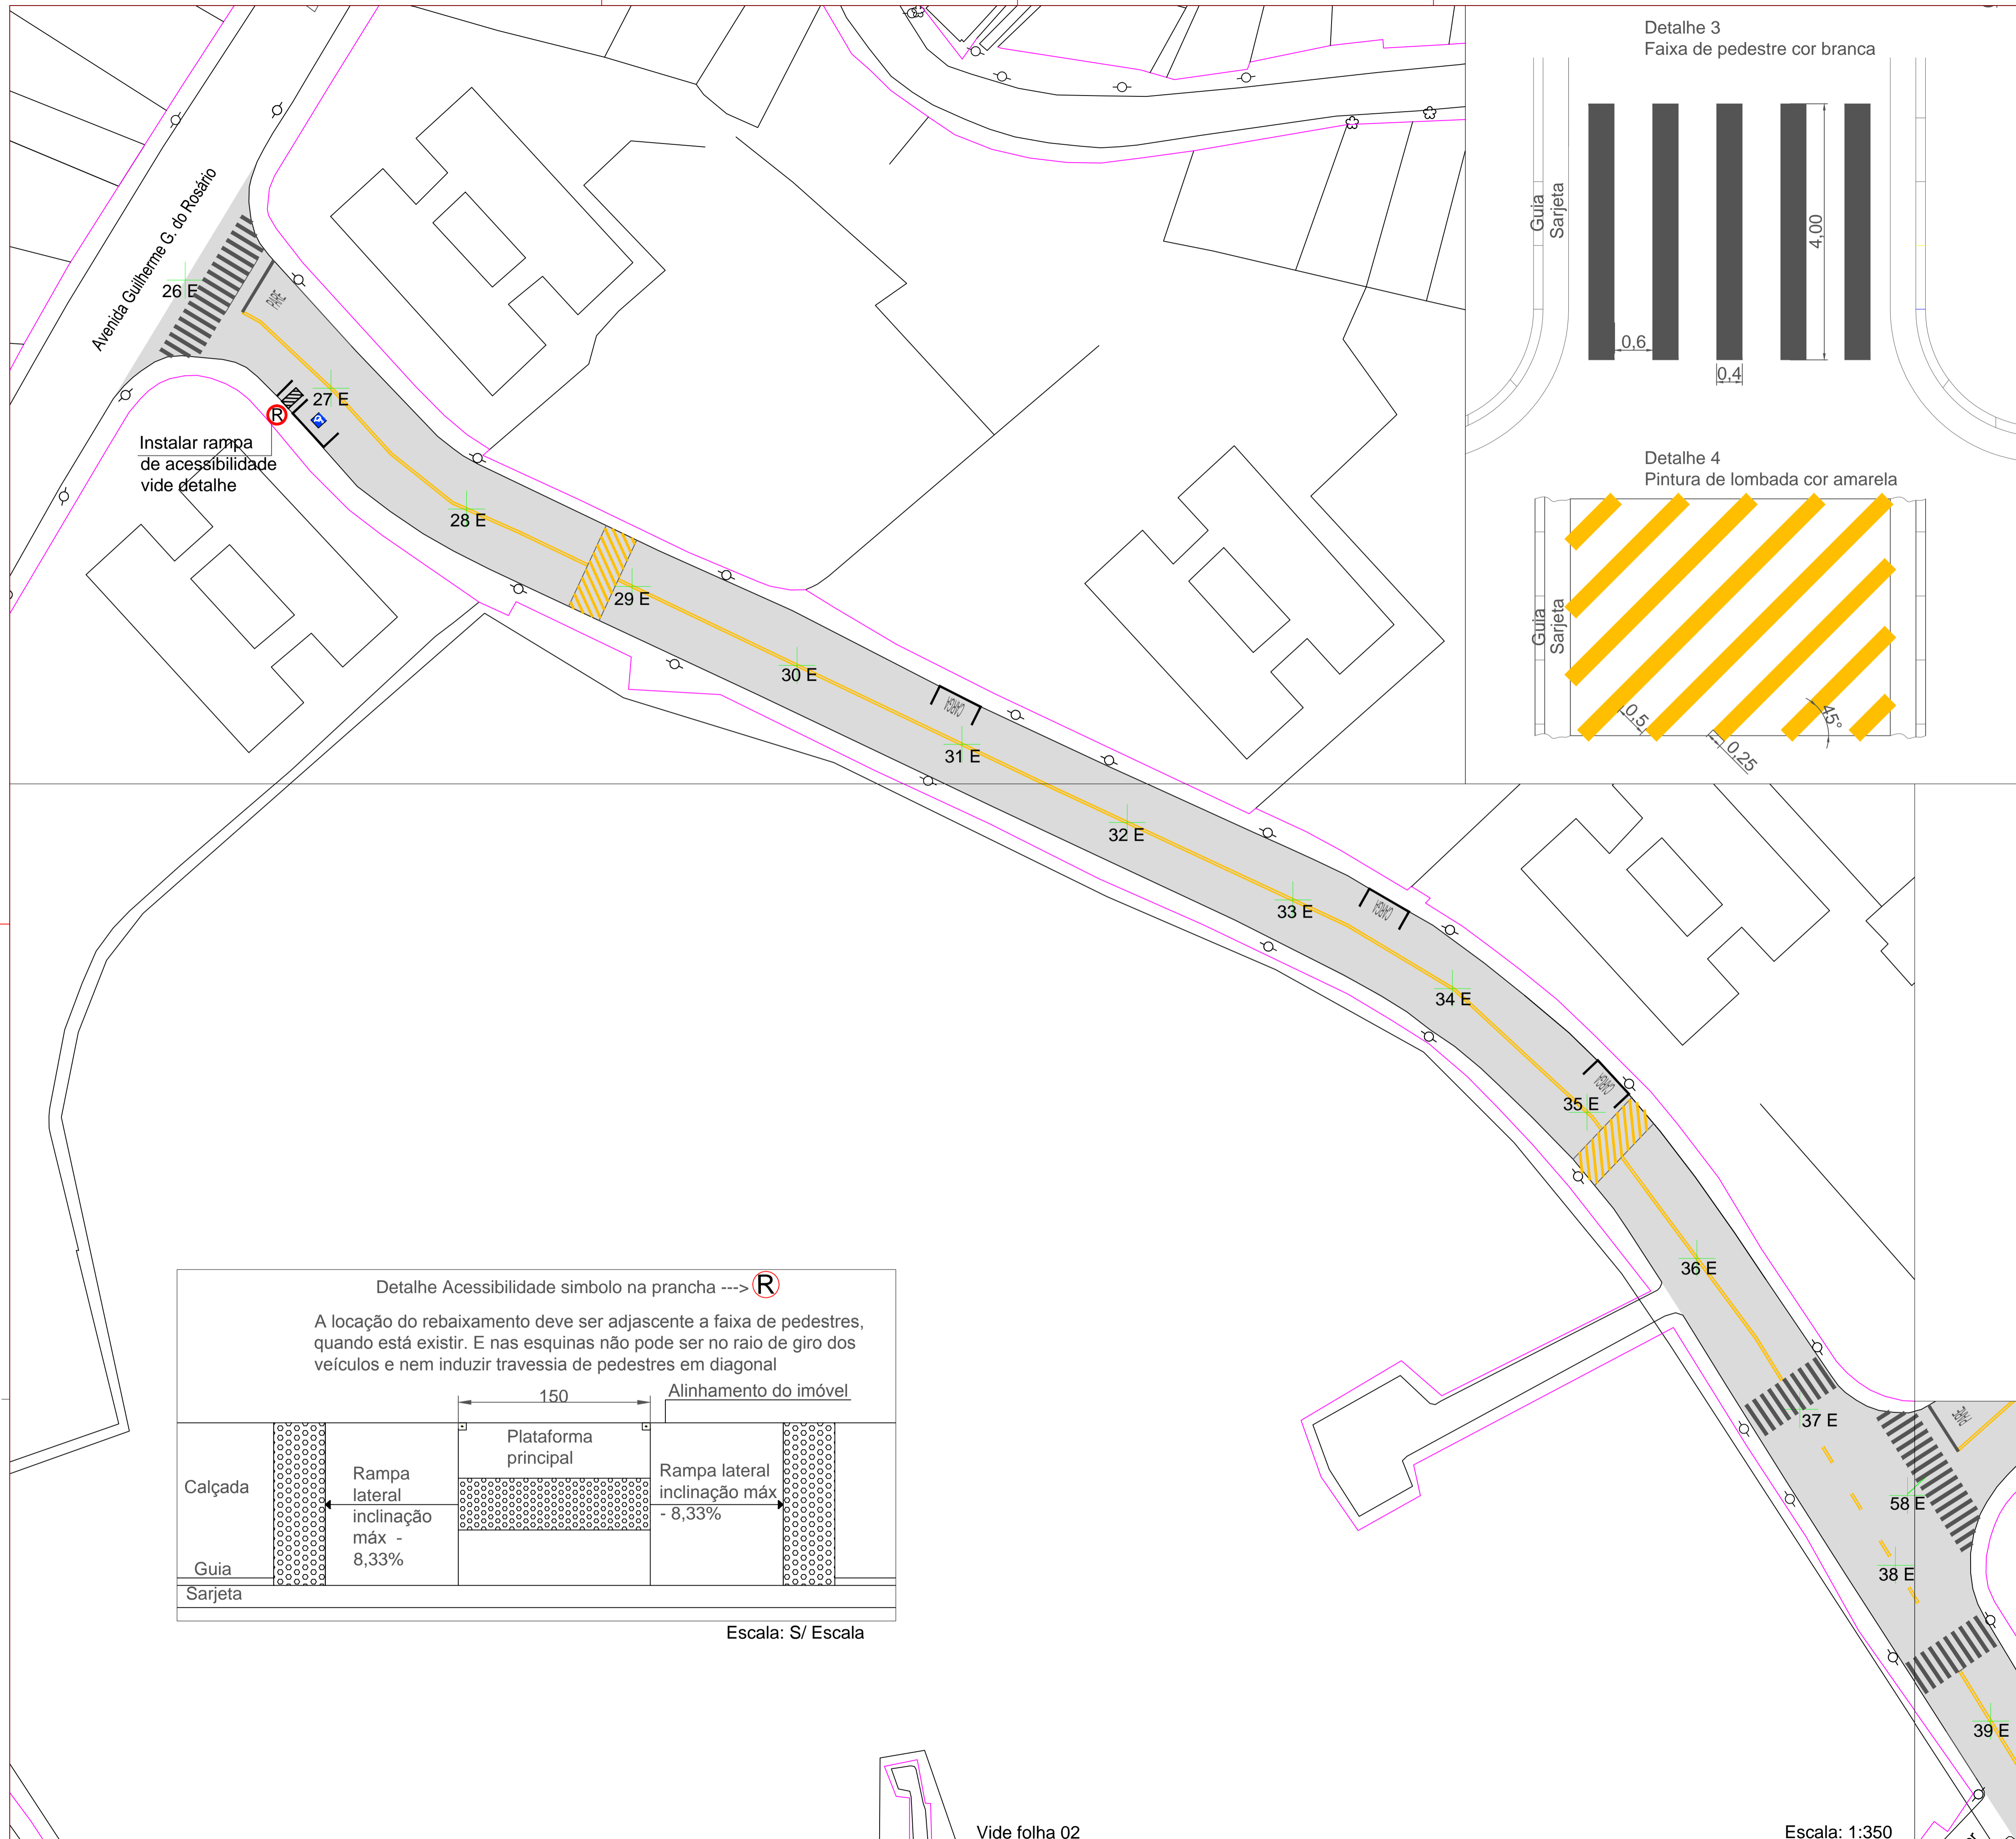 Detalhe 3
Faixa de pedestre cor branca
Guia
Sarjeta
4,00
0,6
0,4
Detalhe 4
Pintura de lombada cor amarela
Guia
Sarjeta
0,5
0,25
45°
Avenida Guilherme G. do Rosário
26 E
PARE
27 E
R
Instalar rampa
de acessibilidade
vide detalhe
28 E
29 E
30 E
CARGA
31 E
32 E
33 E
CARGA
34 E
CARGA
35 E
36 E
37 E
PARE
58 E
38 E
39 E
Detalhe Acessibilidade simbolo na prancha ---> R
A locação do rebaixamento deve ser adjascente a faixa de pedestres,
quando está existir. E nas esquinas não pode ser no raio de giro dos
veículos e nem induzir travessia de pedestres em diagonal
150
Alinhamento do imóvel
Plataforma
principal
Calçada
Rampa
lateral
inclinação
máx -
8,33%
Rampa lateral
inclinação máx
- 8,33%
Guia
Sarjeta
Escala: S/ Escala
Vide folha 02
Escala: 1:350